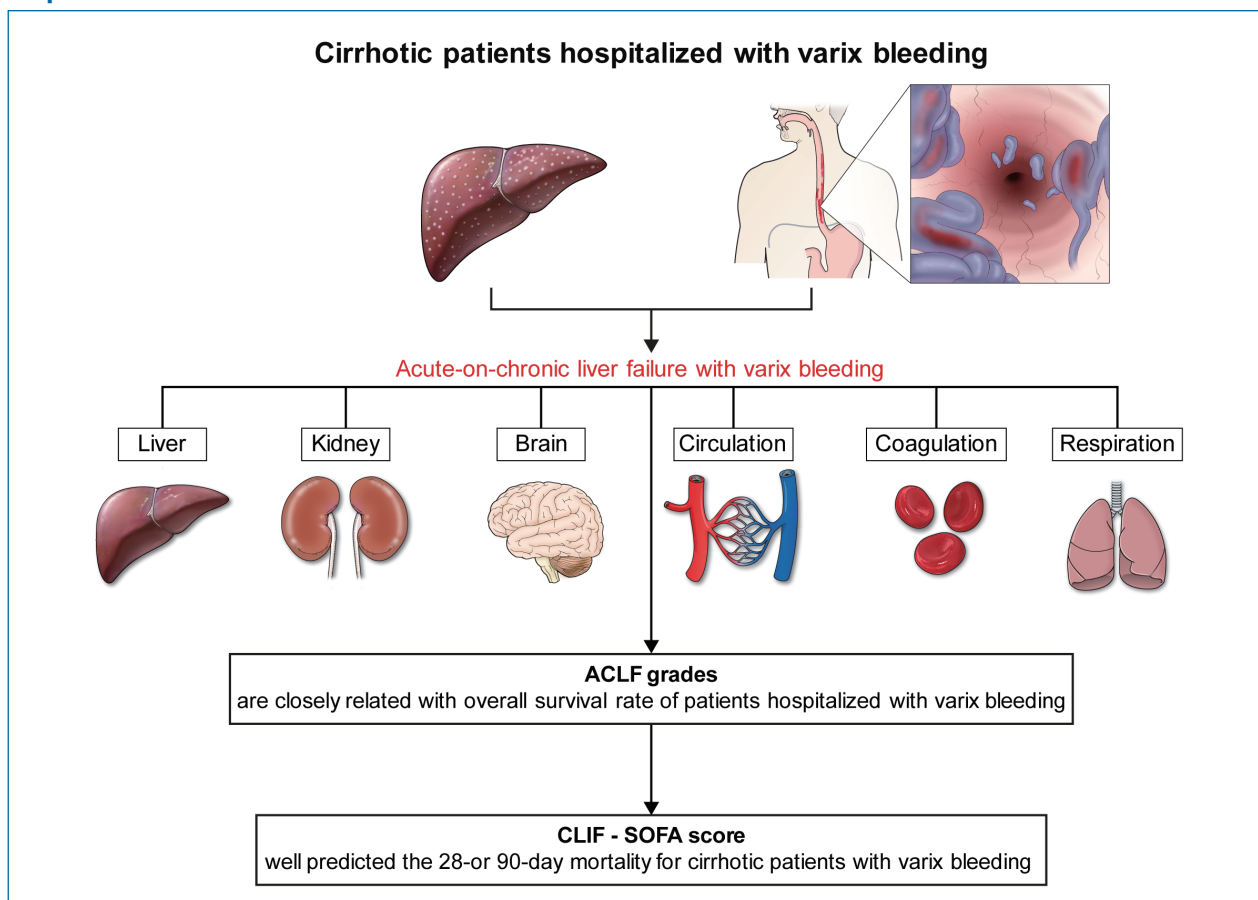 Cirrhotic patients hospitalized with varix bleeding
Acute-on-chronic liver failure with varix bleeding
Liver
Kidney
Brain
Circulation
Coagulation
Respiration
ACLF grades
are closely related with overall survival rate of patients hospitalized with varix bleeding
CLIF - SOFA score
well predicted the 28-or 90-day mortality for cirrhotic patients with varix bleeding